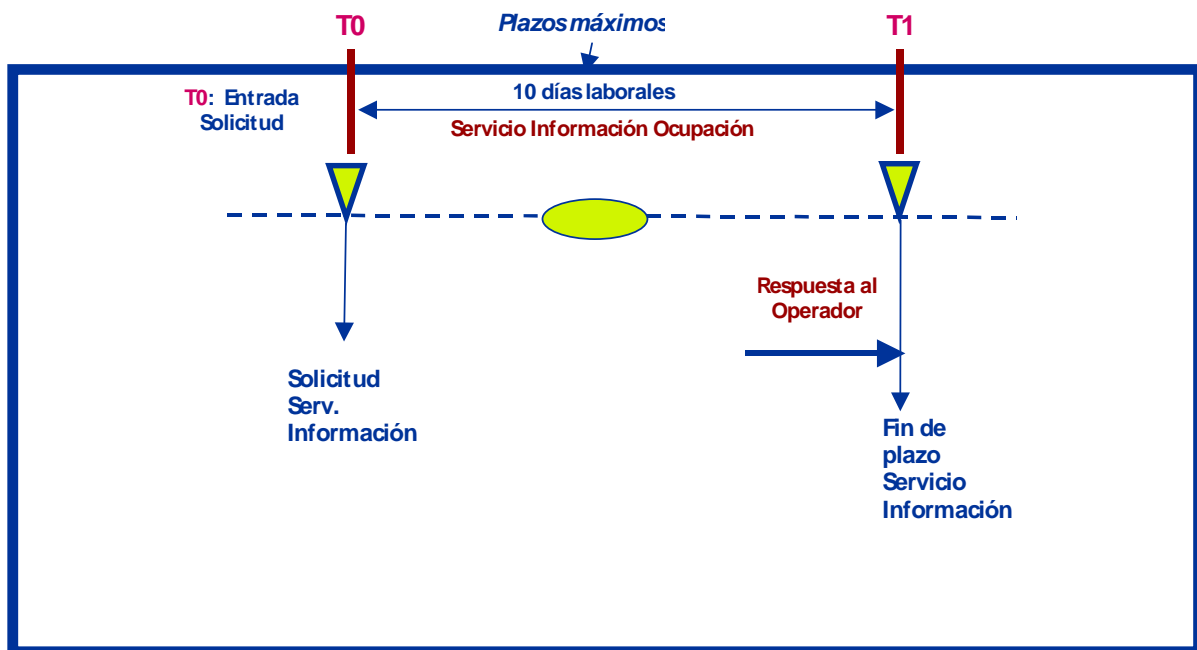 T0
Plazos máximos
T1
T0: Entrada
Solicitud
10 días laborales
Servicio Información Ocupación
Respuesta al
Operador
Solicitud
Serv.
Información
Fin de
plazo
Servicio
Información